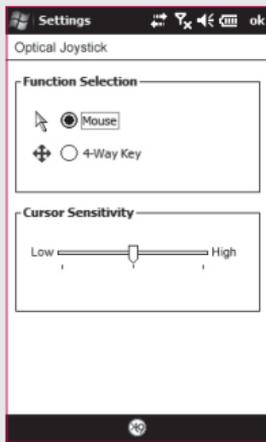 Settings ok
Optical Joystick
Function Selection
Mouse
4-Way Key
Cursor Sensitivity
Low High